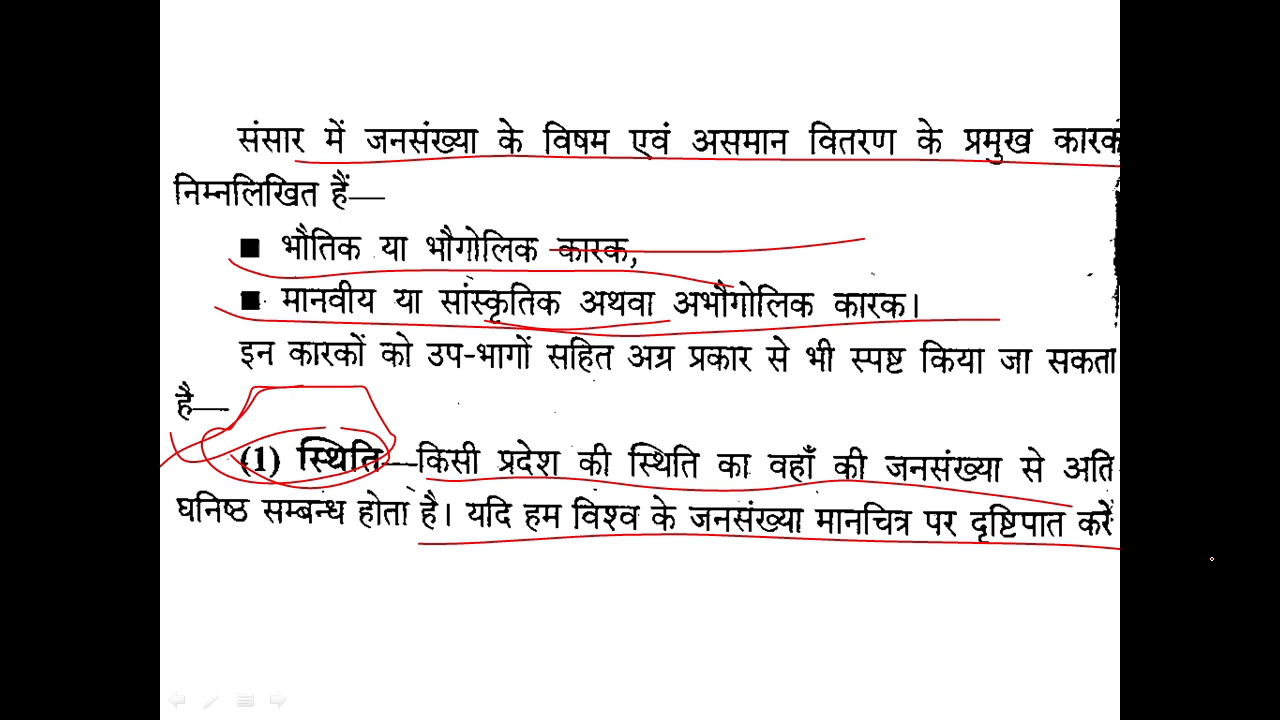 संसार में जनसंख्या के विषम एवं असमान वितरण के प्रमुख कारक
निम्नलिखित हैं—
■ भौतिक या भौगोलिक कारक,
■ मानवीय या सांस्कृतिक अथवा अभौगोलिक कारक।
इन कारकों को उप-भागों सहित अग्र प्रकार से भी स्पष्ट किया जा सकता
है—
(1) स्थिति—किसी प्रदेश की स्थिति का वहाँ की जनसंख्या से अति
घनिष्ठ सम्बन्ध होता है। यदि हम विश्व के जनसंख्या मानचित्र पर दृष्टिपात करें